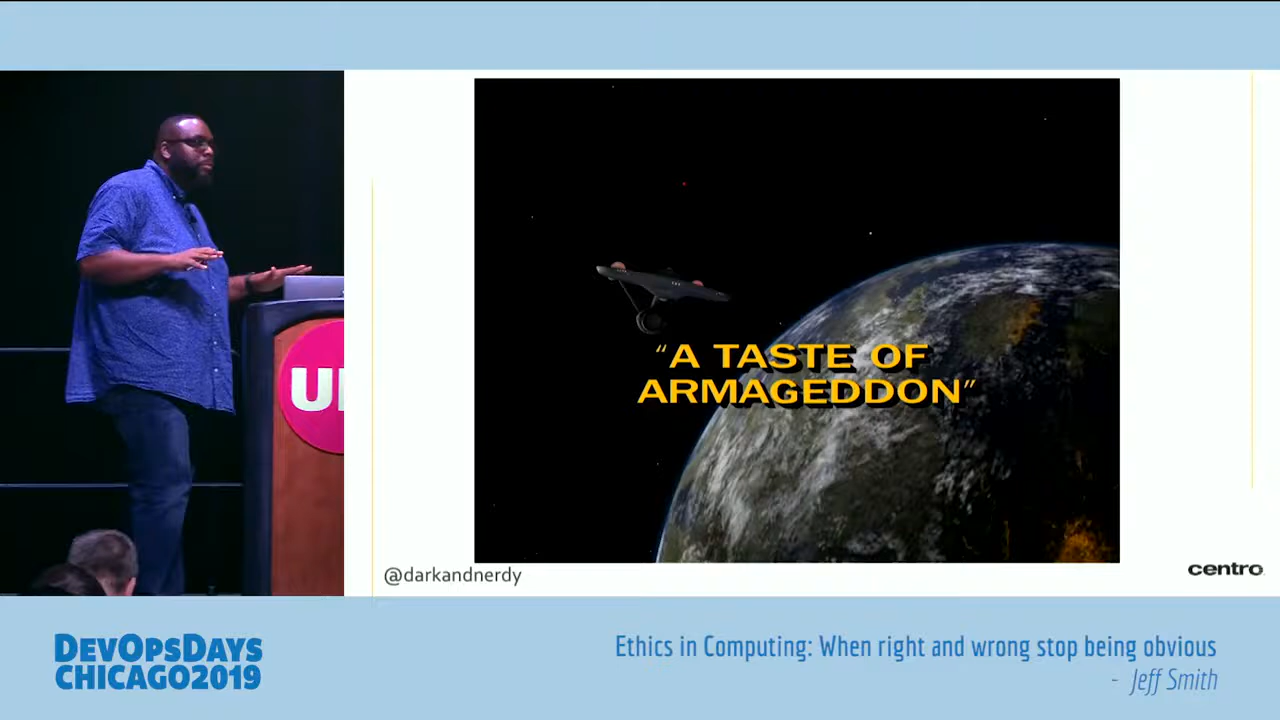 “A TASTE OF
ARMAGEDDON”
UI
@darkandnerdy
centro
DEVOPSDAYS
CHICAGO2019
Ethics in Computing: When right and wrong stop being obvious
- Jeff Smith